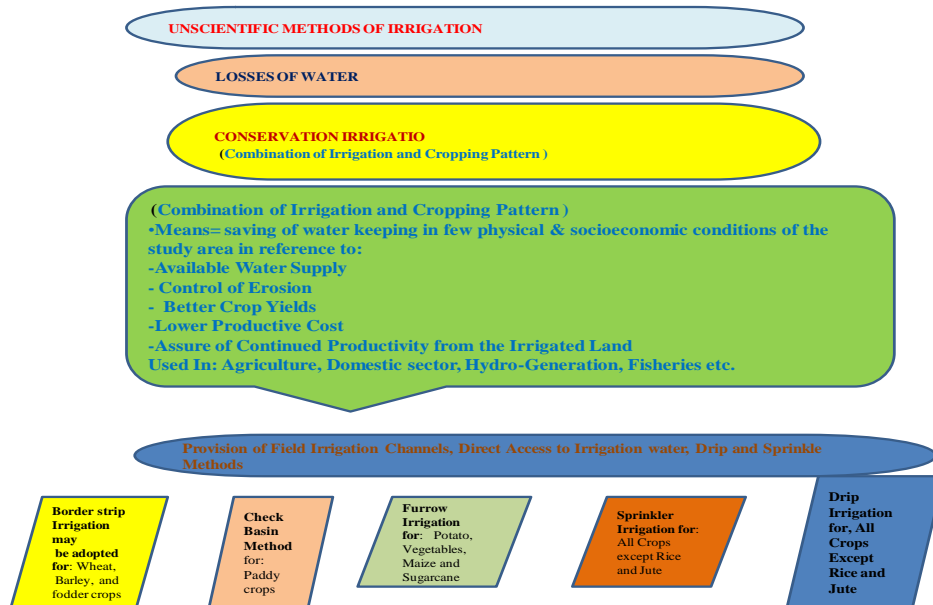 UNSCIENTIFIC METHODS OF IRRIGATION
LOSSES OF WATER
CONSERVATION IRRIGATIO
(Combination of Irrigation and Cropping Pattern )
(Combination of Irrigation and Cropping Pattern )
•Means= saving of water keeping in few physical & socioeconomic conditions of the
study area in reference to:
-Available Water Supply
- Control of Erosion
- Better Crop Yields
-Lower Productive Cost
-Assure of Continued Productivity from the Irrigated Land
Used In: Agriculture, Domestic sector, Hydro-Generation, Fisheries etc.
Provision of Field Irrigation Channels, Direct Access to Irrigation water, Drip and Sprinkle
Methods
Border strip
Irrigation
may
be adopted
for: Wheat,
Barley, and
fodder crops
Check
Basin
Method
for:
Paddy
crops
Furrow
Irrigation
for: Potato,
Vegetables,
Maize and
Sugarcane
Sprinkler
Irrigation for:
All Crops
except Rice
and Jute
Drip
Irrigation
for, All
Crops
Except
Rice and
Jute